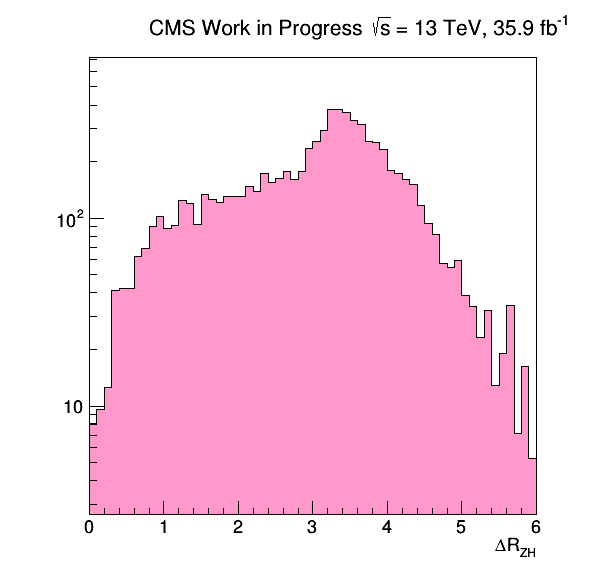 CMS Work in Progress √s = 13 TeV, 35.9 fb⁻¹
10²
10
0 1 2 3 4 5 6
ΔR_ZH